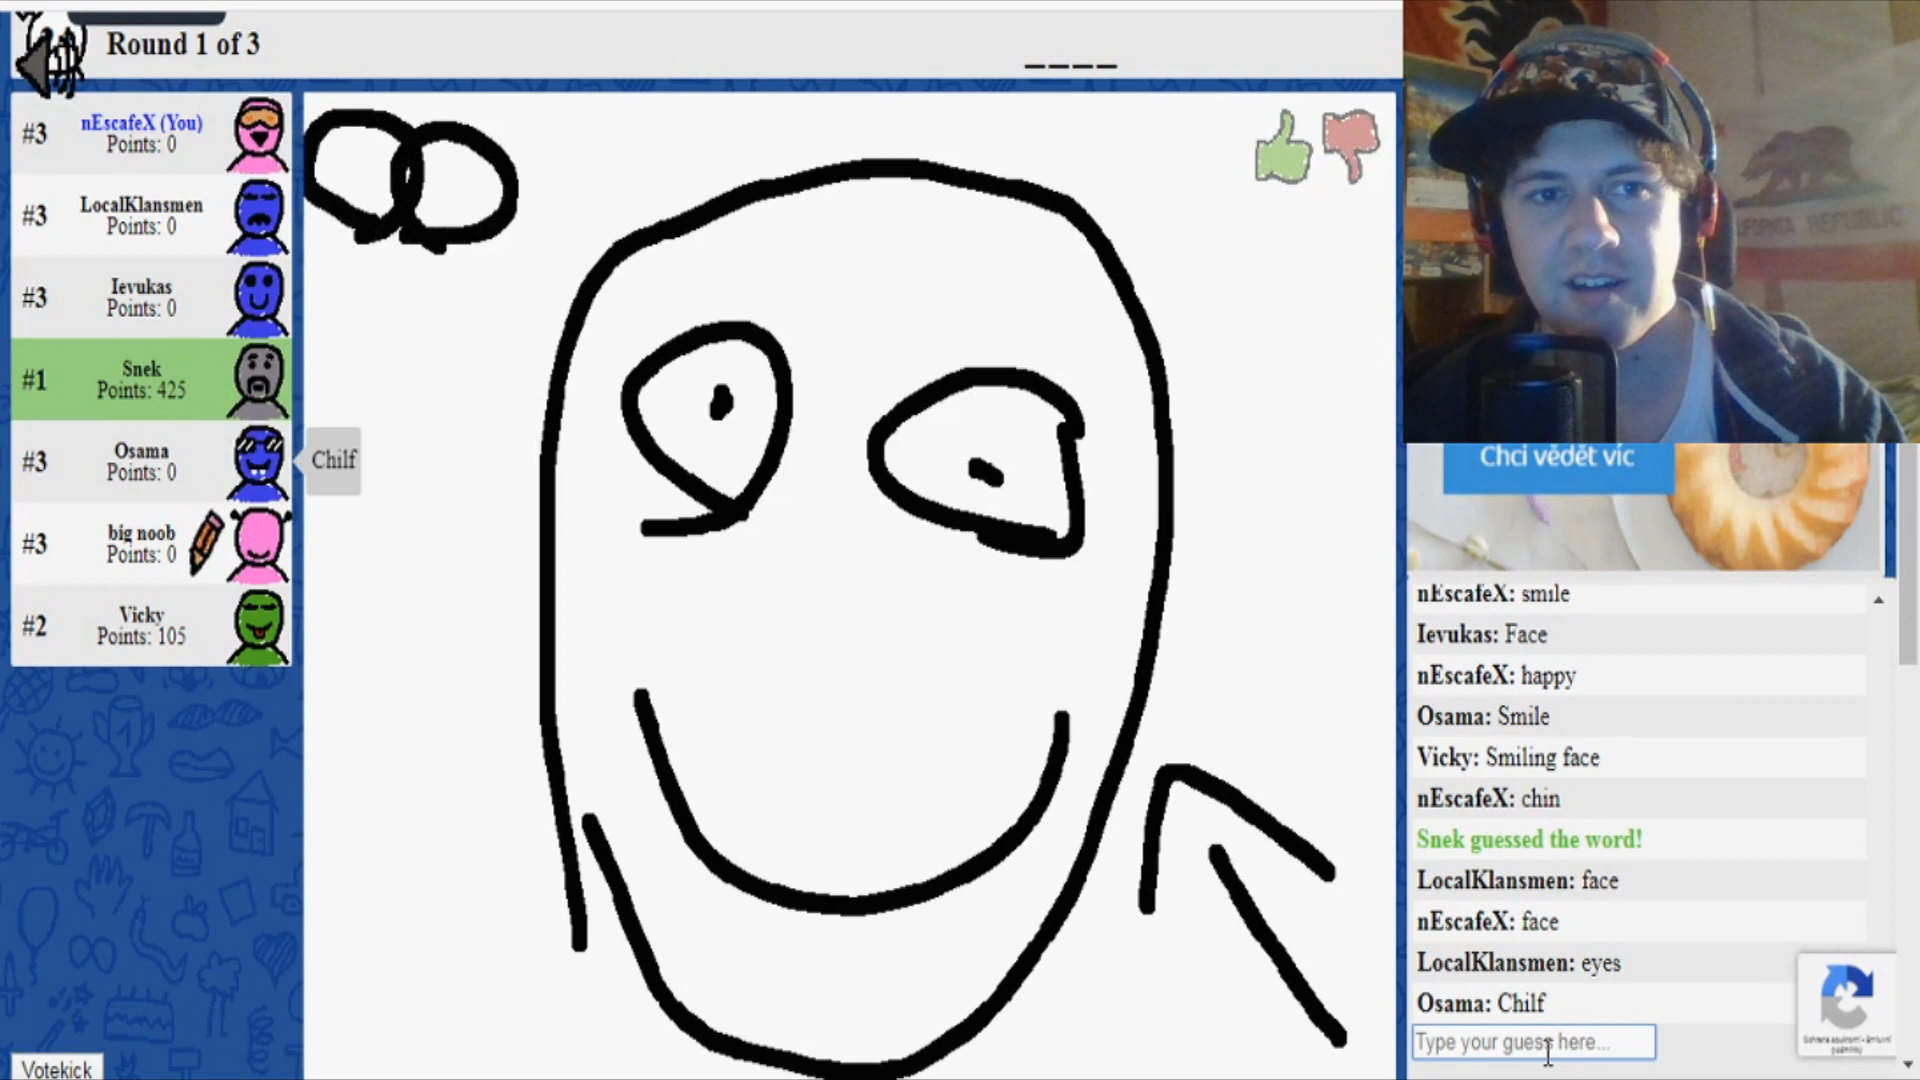 Round 1 of 3
____
#3
nEscafeX (You)
Points: 0
#3
LocalKlansmen
Points: 0
#3
Ievukas
Points: 0
#1
Snek
Points: 425
#3
Osama
Points: 0
Chilf
#3
big noob
Points: 0
#2
Vicky
Points: 105
Votekick
CALIFORNIA REPUBLIC
Chci vědět víc
nEscafeX: smile
Ievukas: Face
nEscafeX: happy
Osama: Smile
Vicky: Smiling face
nEscafeX: chin
Snek guessed the word!
LocalKlansmen: face
nEscafeX: face
LocalKlansmen: eyes
Osama: Chilf
Type your guess here...